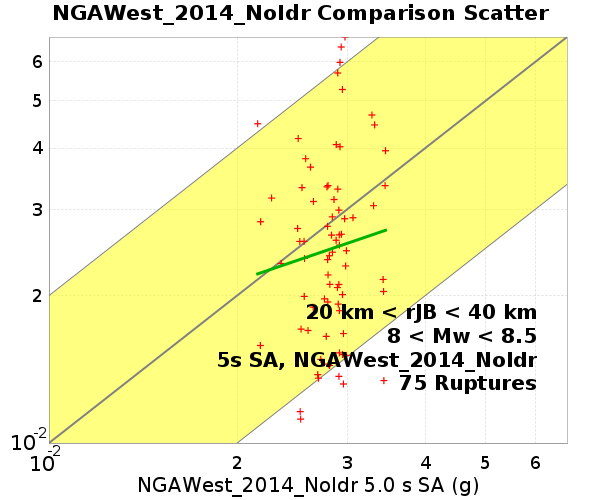 NGAWest_2014_NoIdr Comparison Scatter
6
5
4
3
2
10-2
20 km < rJB < 40 km
8 < Mw < 8.5
5s SA, NGAWest_2014_NoIdr
75 Ruptures
10-2
2 3 4 5 6
NGAWest_2014_NoIdr 5.0 s SA (g)